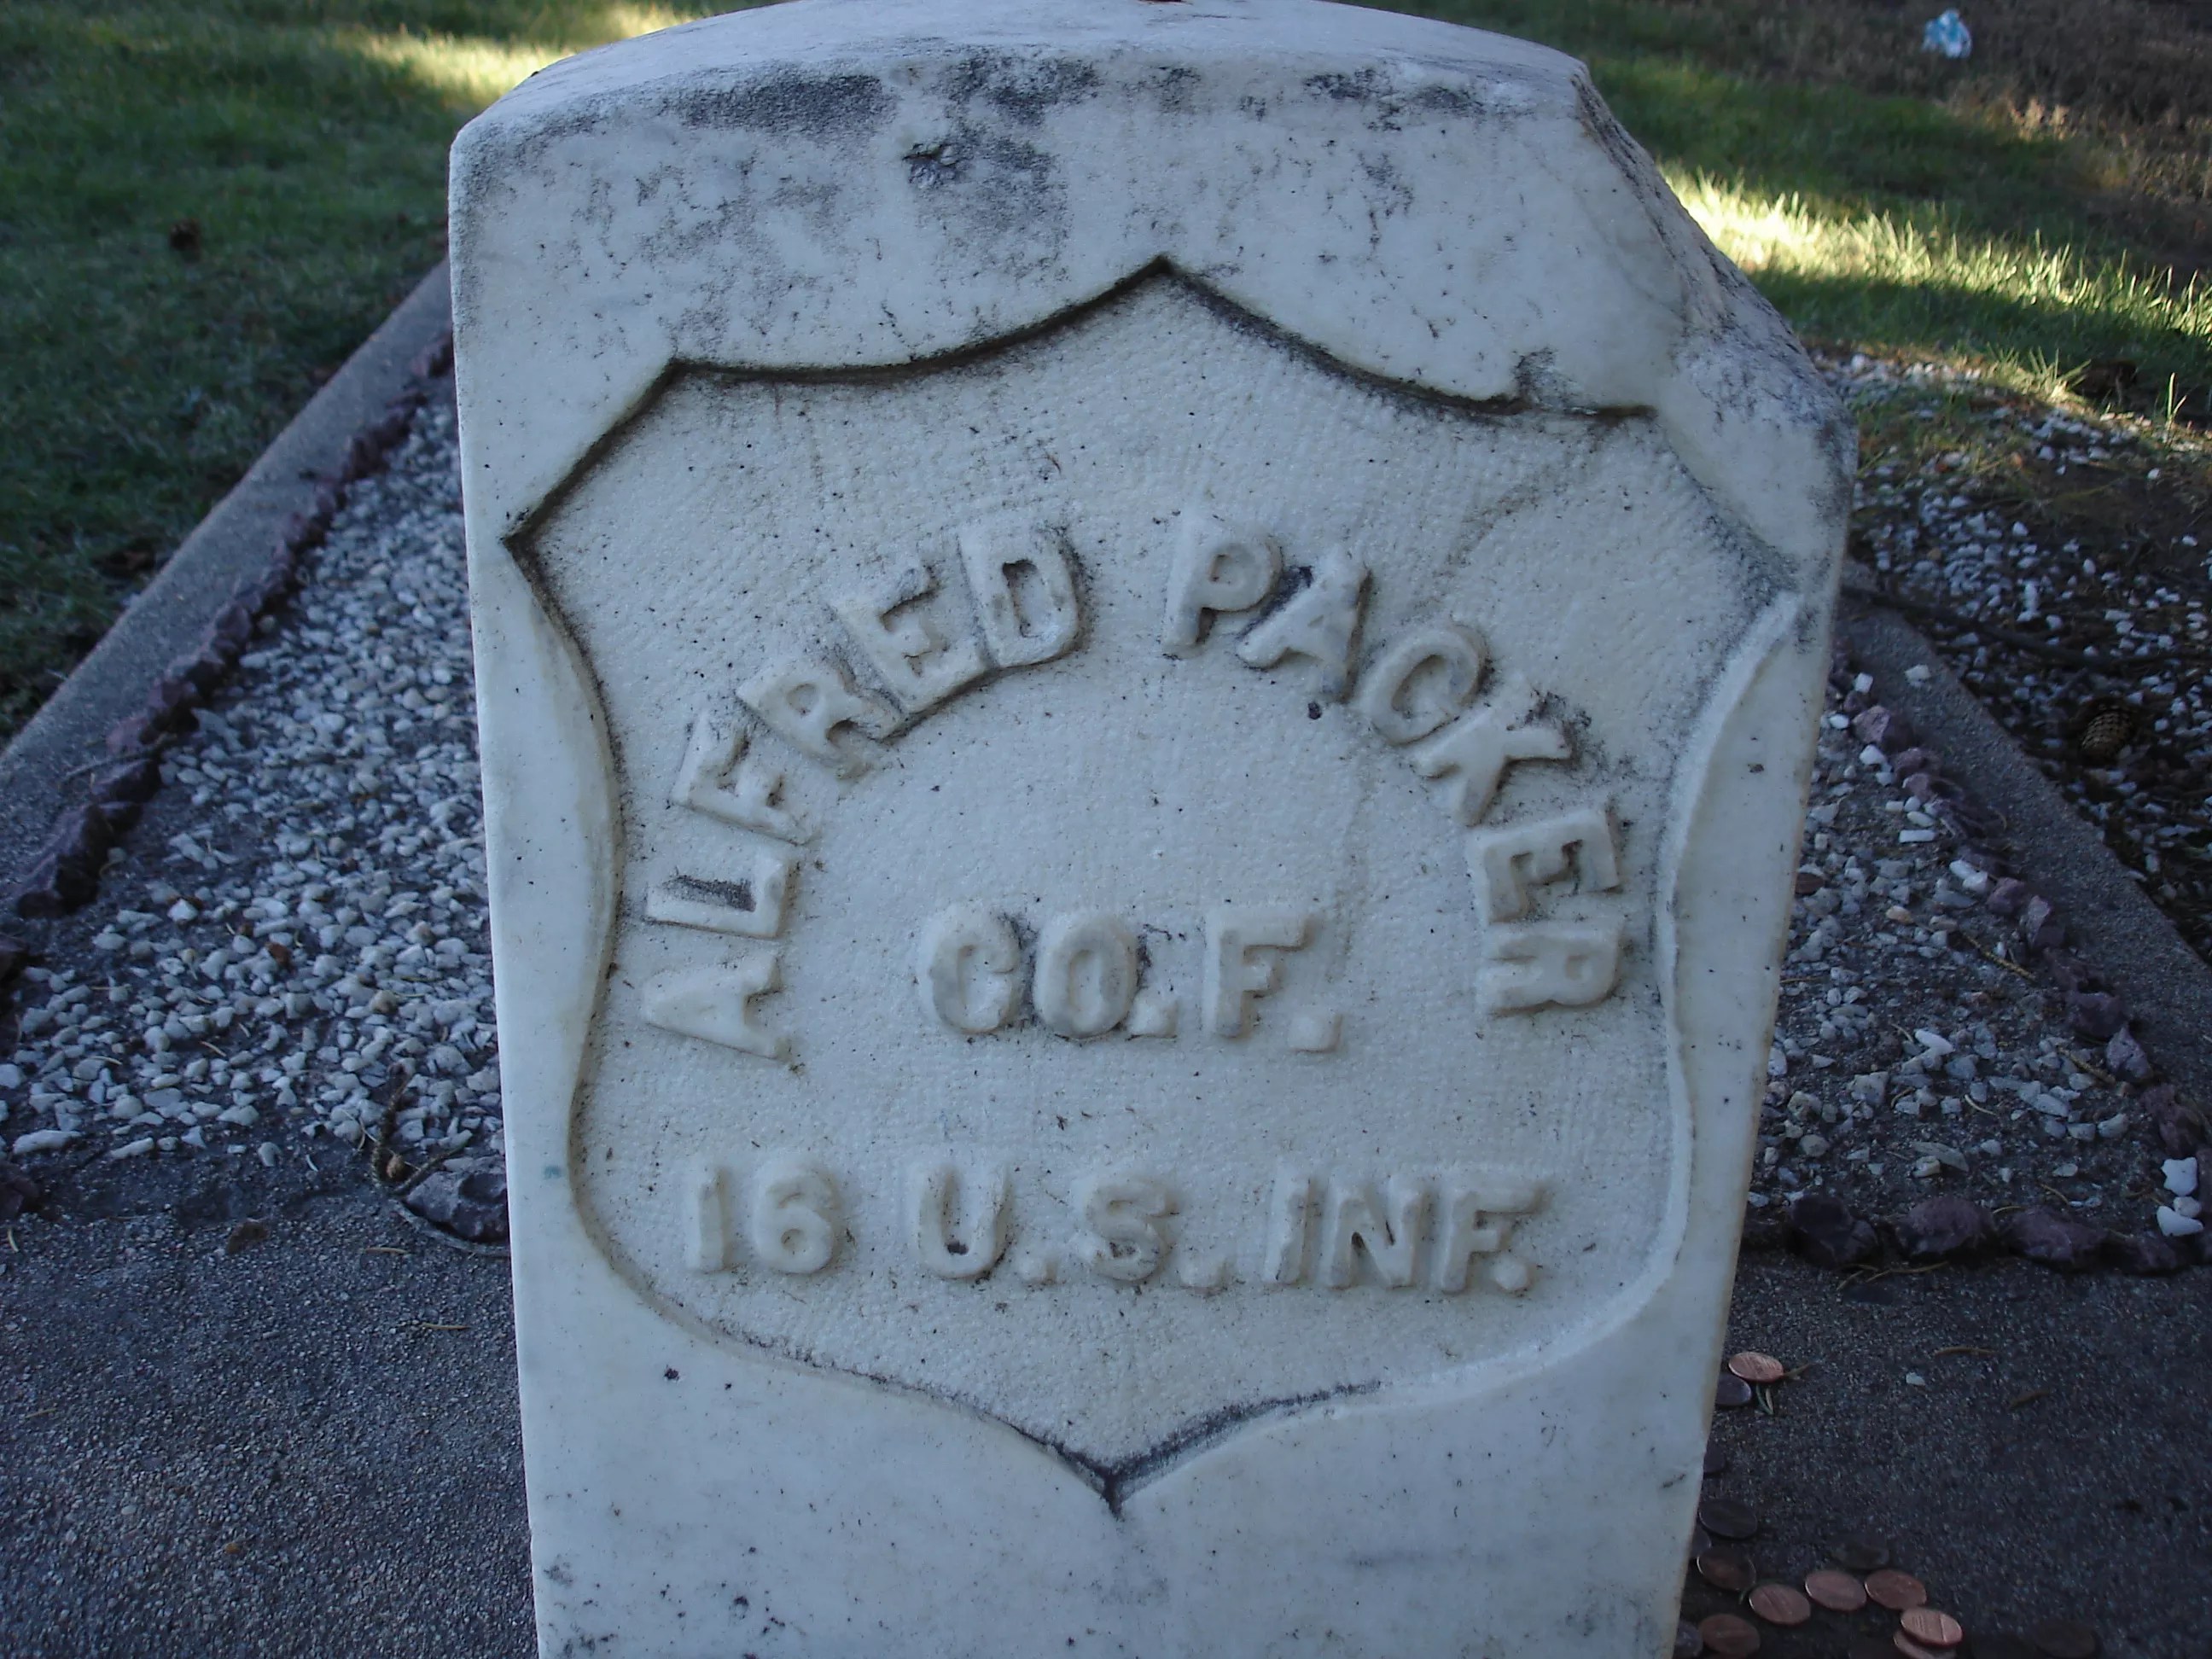 ALFRED PACKER
CO. F.
16 U.S. INF.